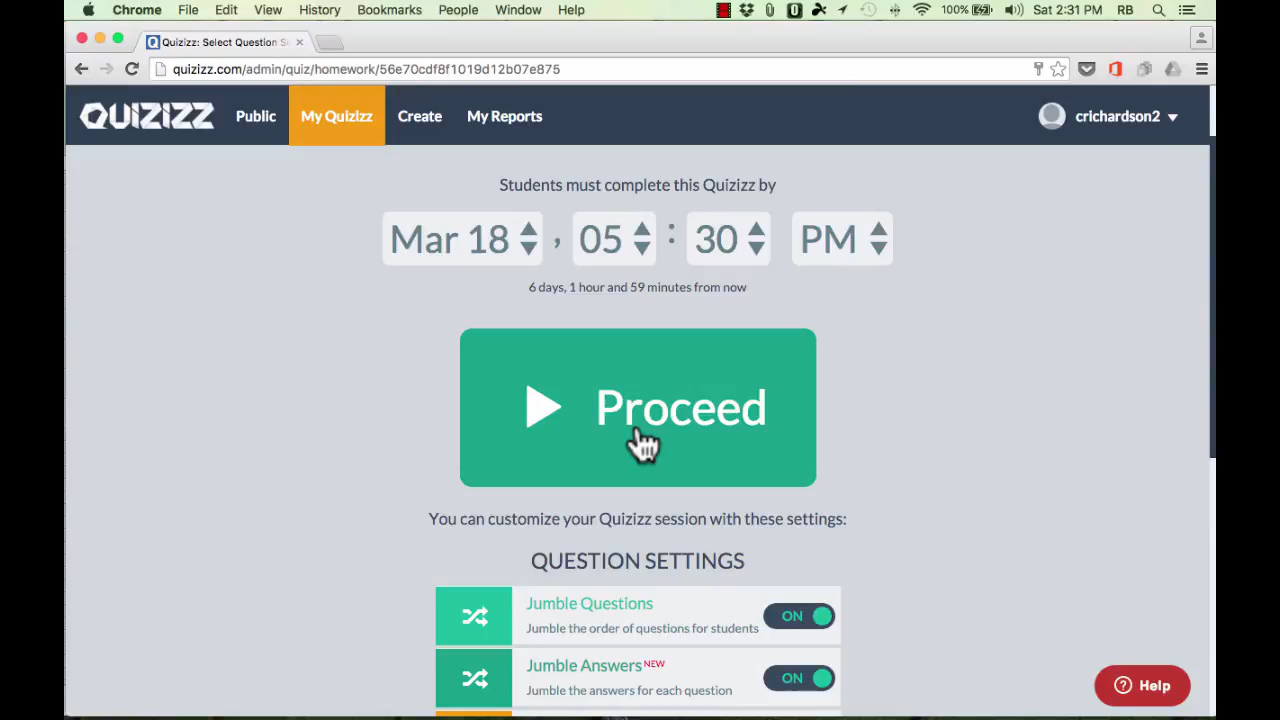 Chrome File Edit View History Bookmarks People Window Help 100% Sat 2:31 PM RB
Quizizz: Select Question S
quizizz.com/admin/quiz/homework/56e70cdf8f1019d12b07e875
QUIZIZZ Public My Quizizz Create My Reports crichardson2
Students must complete this Quizizz by
Mar 18 , 05 : 30 PM
6 days, 1 hour and 59 minutes from now
Proceed
You can customize your Quizizz session with these settings:
QUESTION SETTINGS
Jumble Questions ON
Jumble the order of questions for students
Jumble Answers NEW ON
Jumble the answers for each question
Help